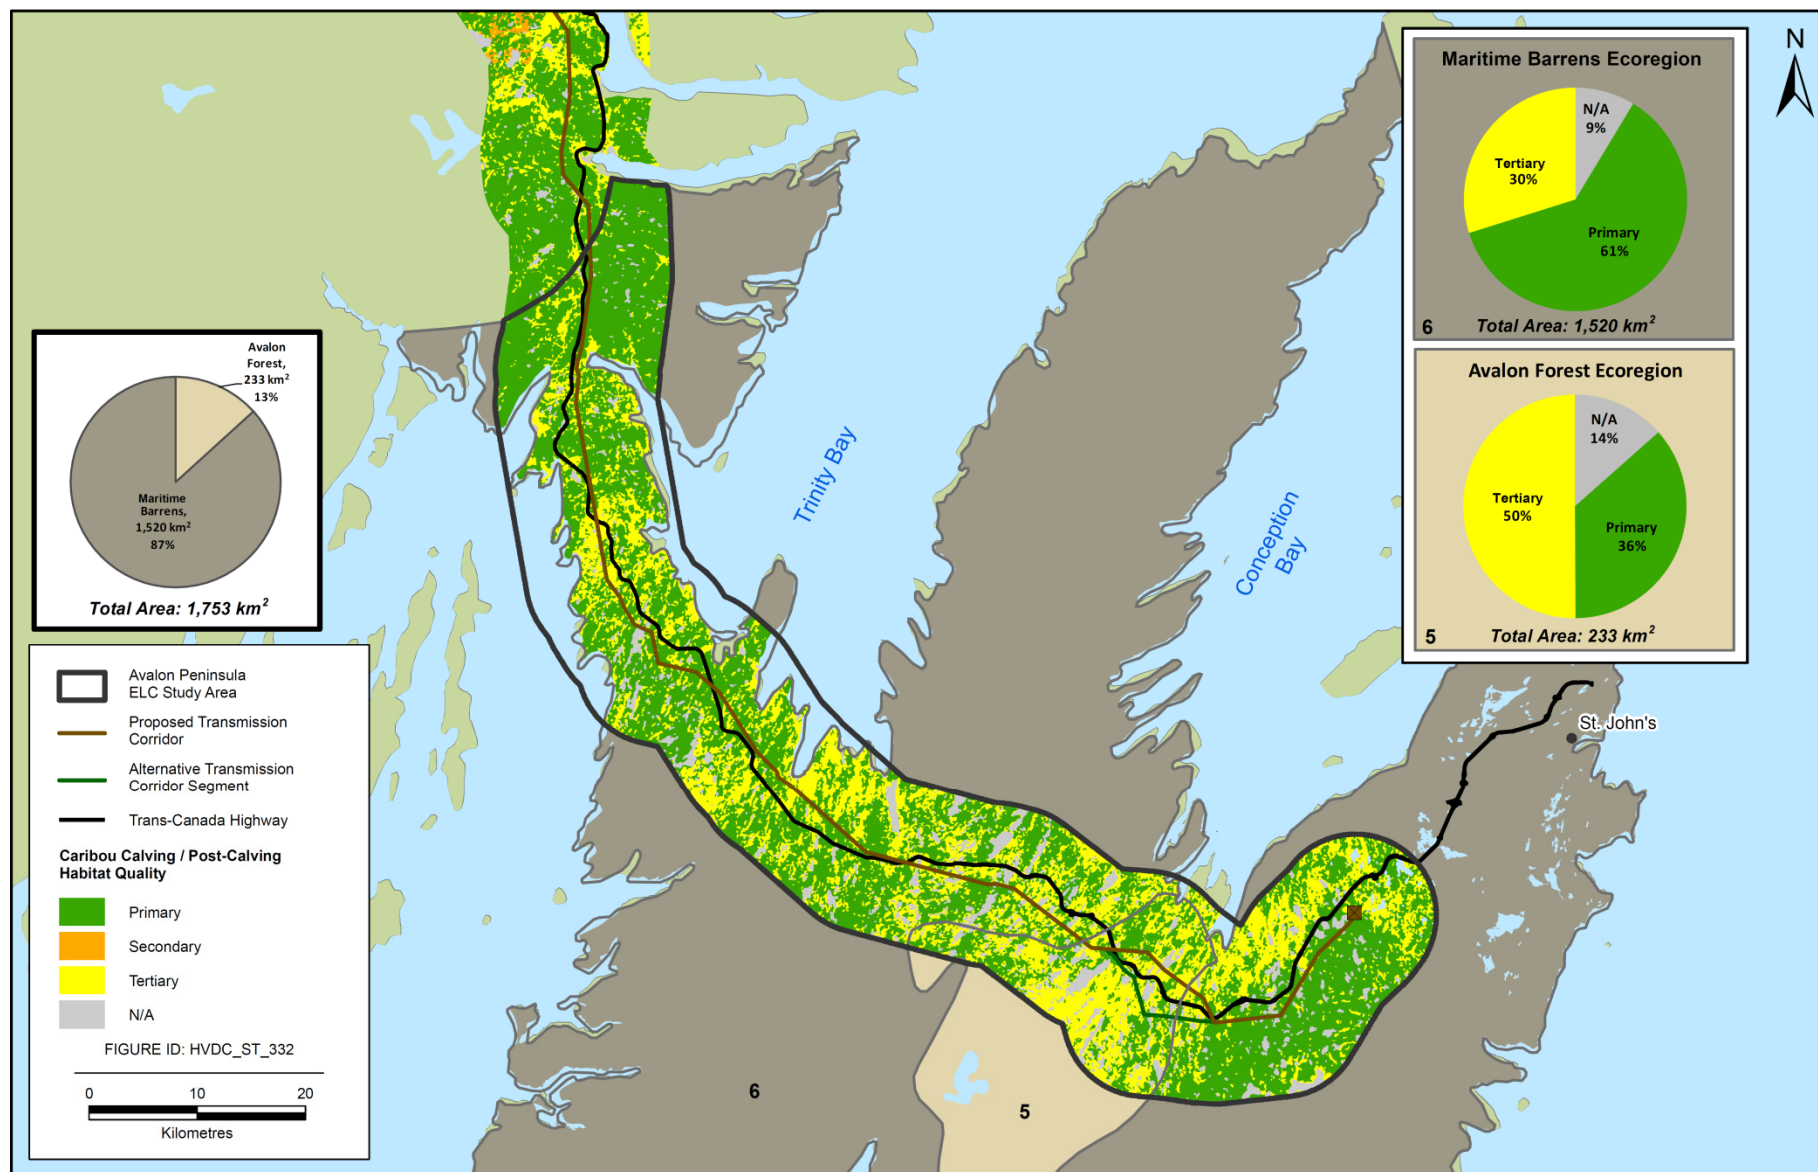 N
Maritime Barrens Ecoregion
N/A
9%
Tertiary
30%
Primary
61%
6
Total Area: 1,520 km²
Avalon Forest Ecoregion
N/A
14%
Tertiary
50%
Primary
36%
5
Total Area: 233 km²
Avalon
Forest,
233 km²
13%
Maritime
Barrens,
1,520 km²
87%
Total Area: 1,753 km²
Trinity Bay
Conception
Bay
St. John's
6
5
Avalon Peninsula
ELC Study Area
Proposed Transmission
Corridor
Alternative Transmission
Corridor Segment
Trans-Canada Highway
Caribou Calving / Post-Calving
Habitat Quality
Primary
Secondary
Tertiary
N/A
FIGURE ID: HVDC_ST_332
0 10 20
Kilometres